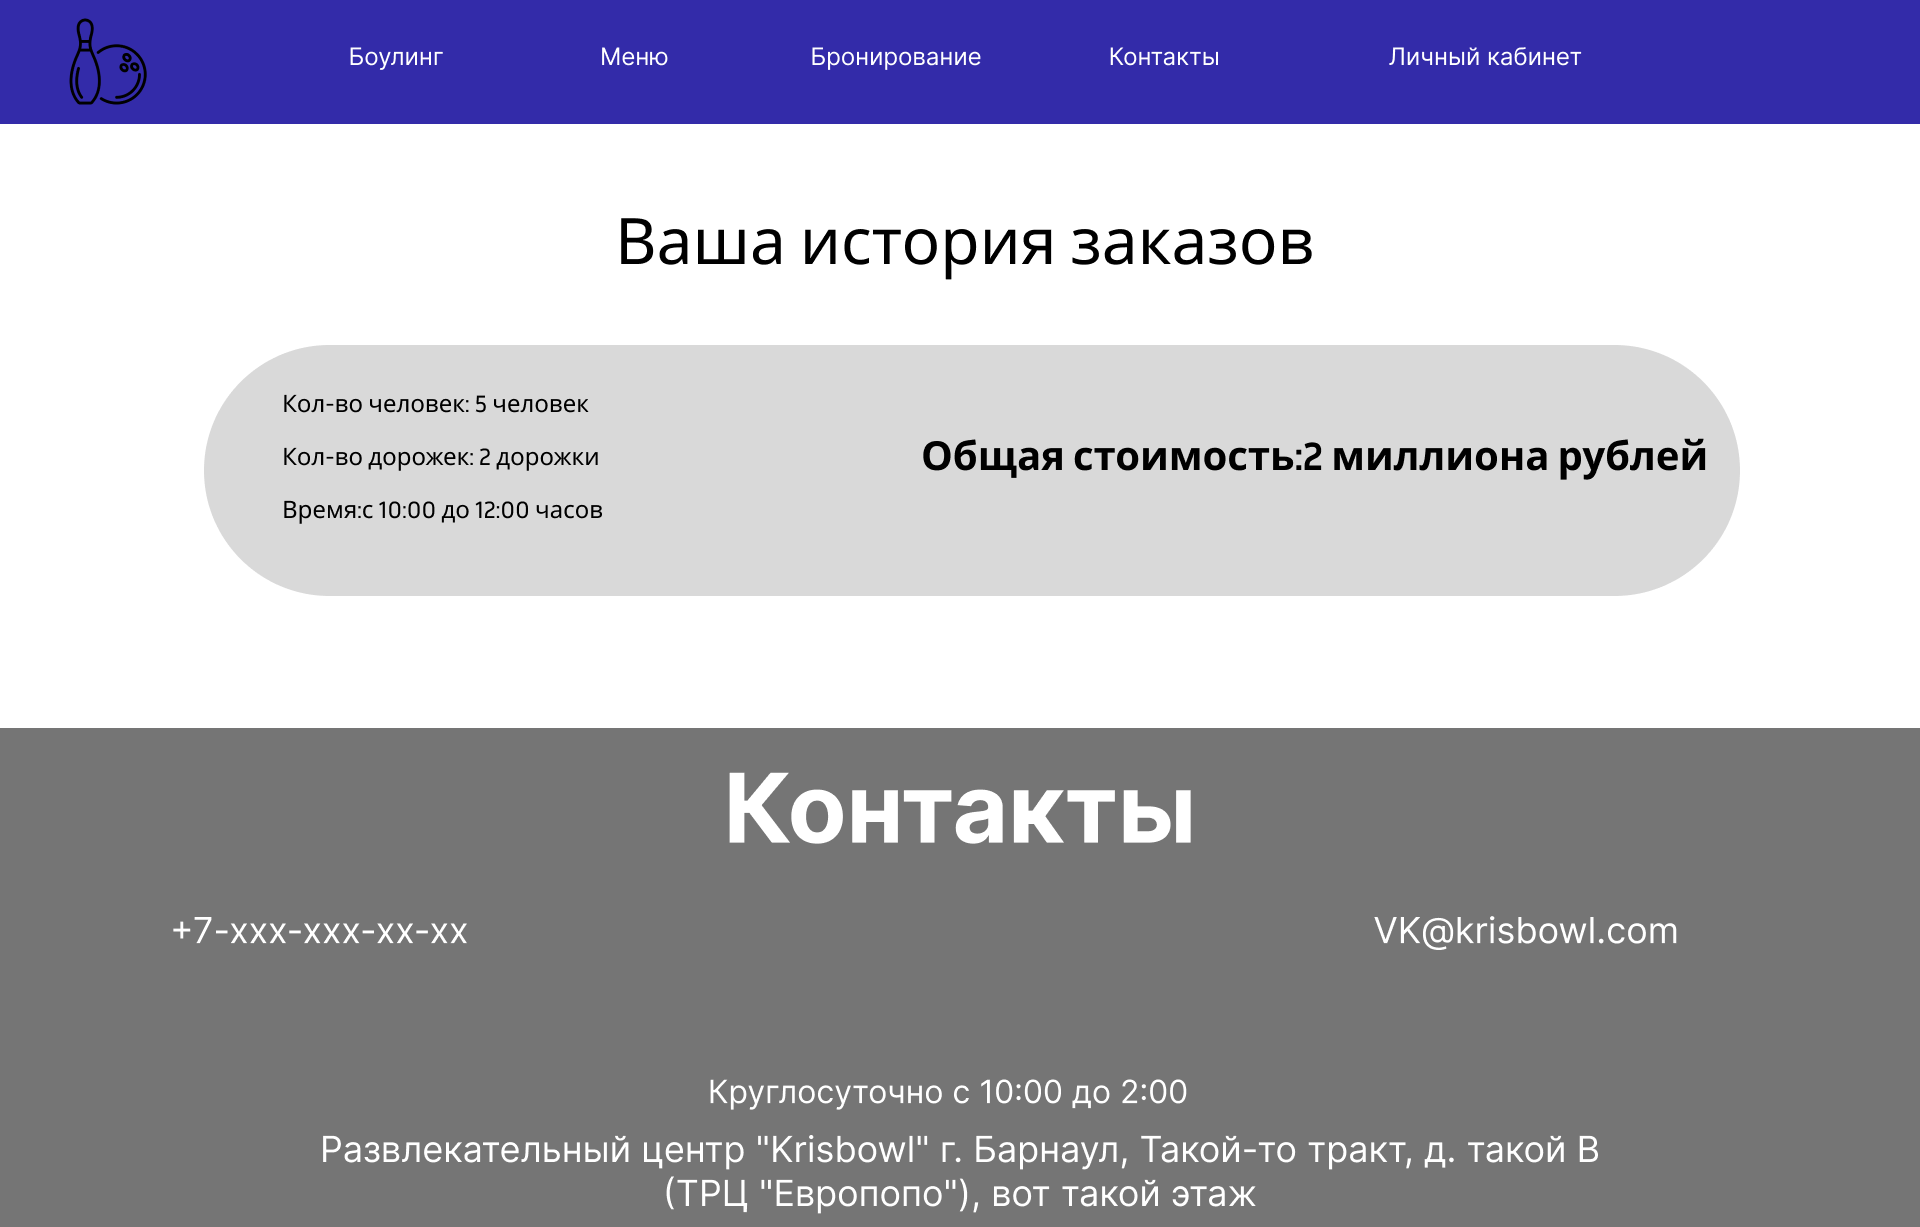 Боулинг
Меню
Бронирование
Контакты
Личный кабинет
Ваша история заказов
Кол-во человек: 5 человек
Кол-во дорожек: 2 дорожки
Время:с 10:00 до 12:00 часов
Общая стоимость:2 миллиона рублей
Контакты
+7-xxx-xxx-xx-xx
VK@krisbowl.com
Круглосуточно с 10:00 до 2:00
Развлекательный центр "Krisbowl" г. Барнаул, Такой-то тракт, д. такой В
(ТРЦ "Европопо"), вот такой этаж